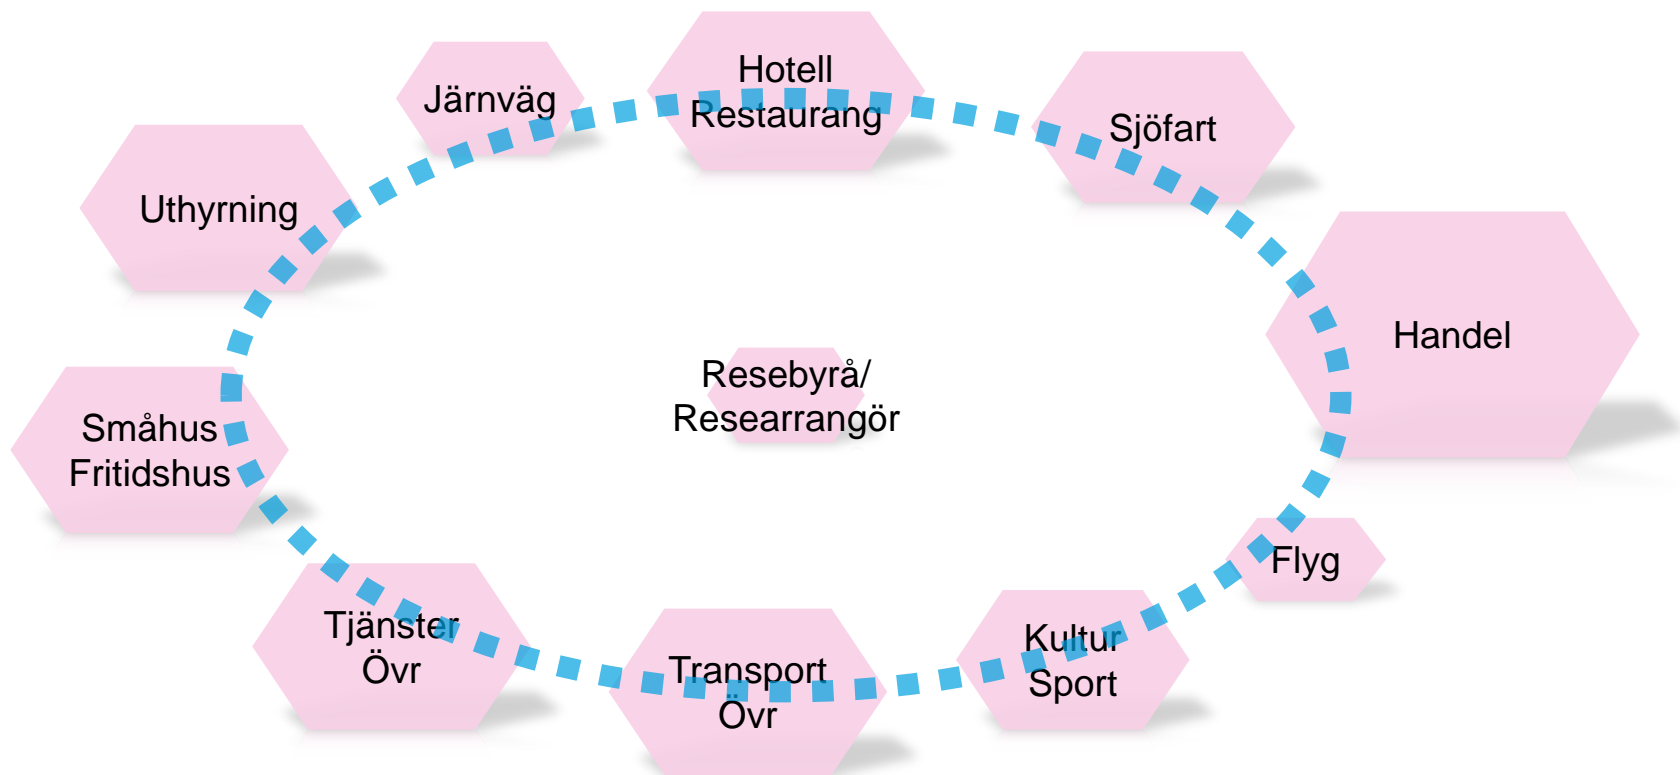 Hotell
Restaurang
Järnväg
Sjöfart
Uthyrning
Handel
Resebyrå/
Researrangör
Småhus
Fritidshus
Flyg
Tjänster
Övr
Kultur
Sport
Transport
Övr